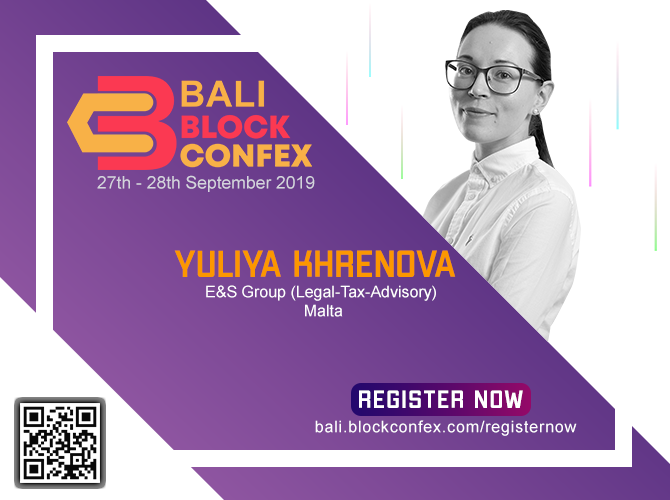 BALI
BLOCK
CONFEX
27th - 28th September 2019
YULIYA KHRENOVA
E&S Group (Legal-Tax-Advisory)
Malta
REGISTER NOW
bali.blockconfex.com/registernow